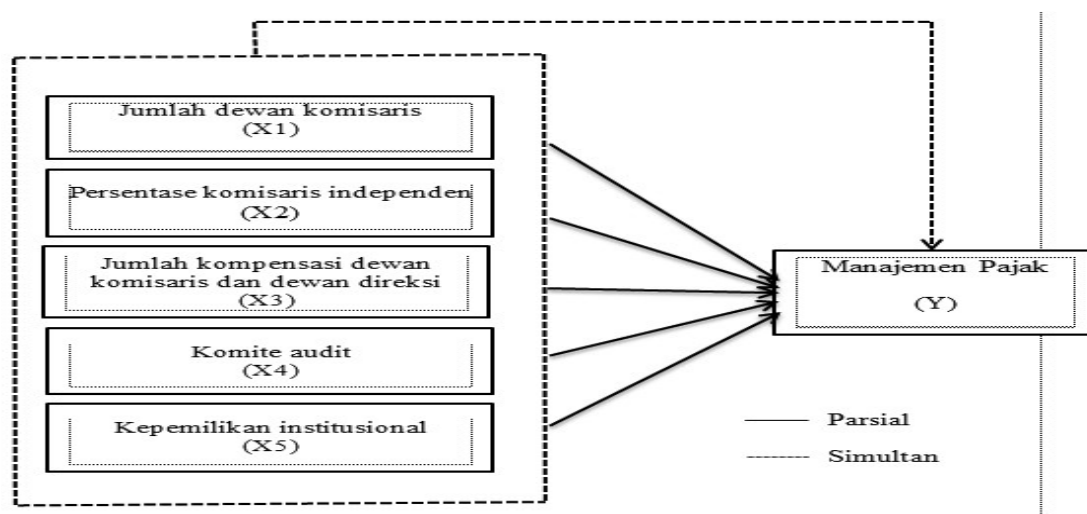 Jumlah dewan komisaris
(X1)
Persentase komisaris independen
(X2)
Jumlah kompensasi dewan
komisaris dan dewan direksi
(X3)
Komite audit
(X4)
Kepemilikan institusional
(X5)
Manajemen Pajak
(Y)
Parsial
Simultan